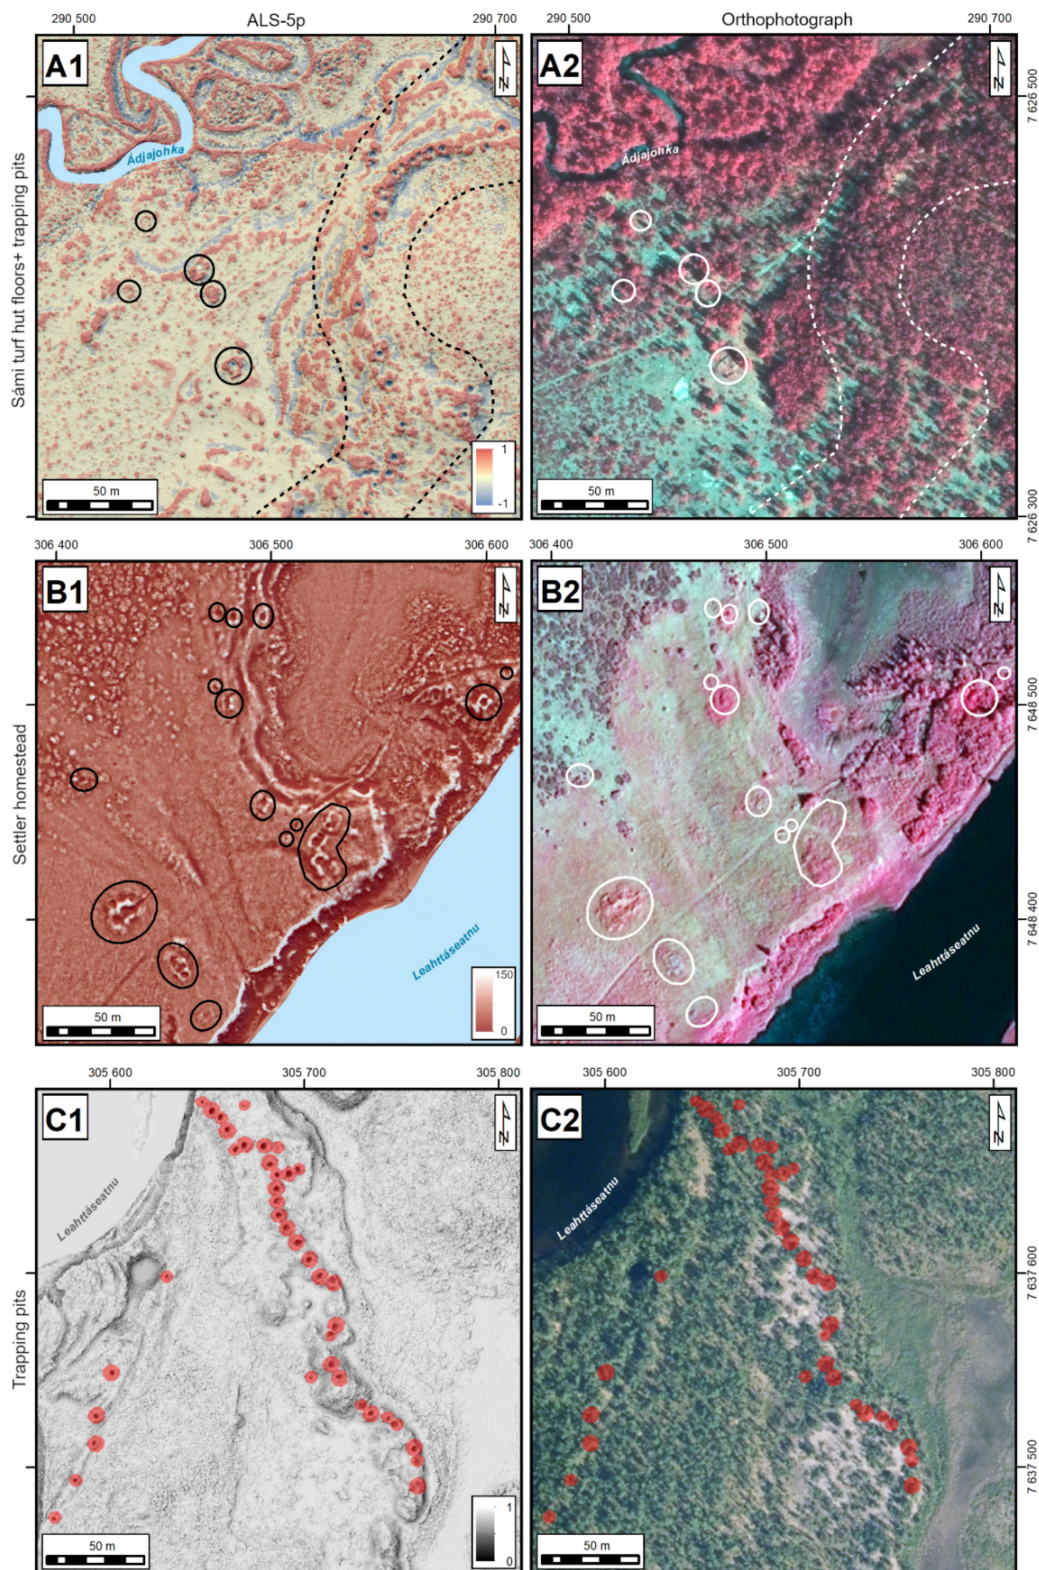 ALS-5p
Orthophotograph
290 500
290 700
290 500
290 700
A1
N
A2
N
Ádjajohka
Ádjajohka
7 626 500
7 626 300
Sámi turf hut floors+ trapping pits
1
-1
50 m
50 m
306 400
306 500
306 600
306 400
306 500
306 600
B1
N
B2
N
7 648 500
7 648 400
Settler homestead
Leahttáseatnu
Leahttáseatnu
150
0
50 m
50 m
305 600
305 700
305 800
305 600
305 700
305 800
C1
N
C2
N
Leahttáseatnu
Leahttáseatnu
7 637 600
7 637 500
Trapping pits
1
0
50 m
50 m